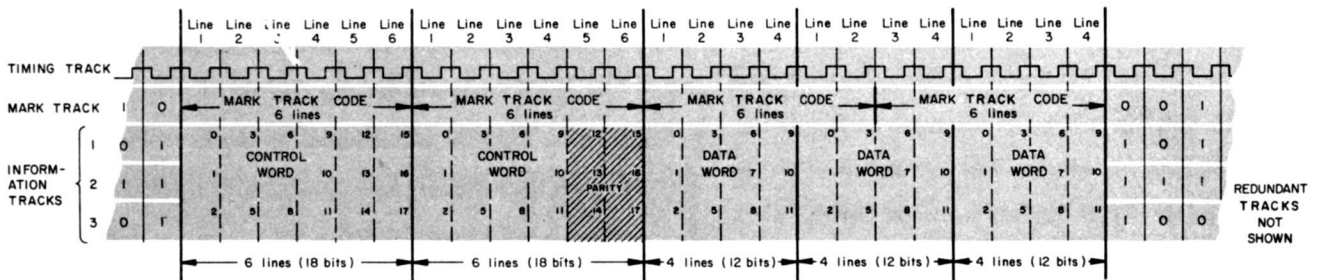 Line Line Line Line Line Line Line Line Line Line Line Line Line Line Line Line Line Line Line Line Line Line Line Line
1 2 3 4 5 6 1 2 3 4 5 6 1 2 3 4 1 2 3 4 1 2 3 4
TIMING TRACK
MARK TRACK 1 0 MARK TRACK CODE MARK TRACK CODE MARK TRACK CODE MARK TRACK CODE 0 0 1
6 lines 6 lines 6 lines 6 lines
0 3 6 9 12 15 0 3 6 9 12 15 0 3 6 9 0 3 6 9 0 3 6 9
1 0 1 CONTROL CONTROL DATA DATA DATA 1 0 1
INFORM-
ATION
TRACKS
2 1 1 1 WORD 10 13 16 1 WORD 10 13 16 1 WORD 7 10 1 WORD 7 10 1 WORD 7 10 1 1 1
PARITY
2 5 8 11 14 17 2 5 8 11 14 17 2 5 8 11 2 5 8 11 2 5 8 11
3 0 1 1 0 0
REDUNDANT
TRACKS
NOT
SHOWN
6 lines (18 bits) 6 lines (18 bits) 4 lines (12 bits) 4 lines (12 bits) 4 lines (12 bits)